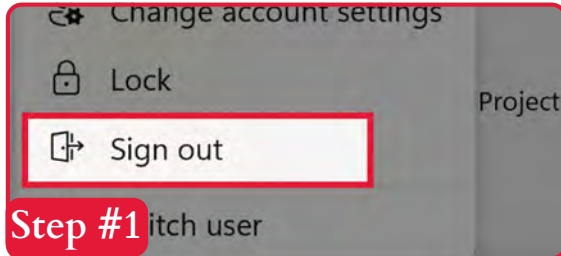 Change account settings
Lock
Project
Sign out
Step #1 itch user